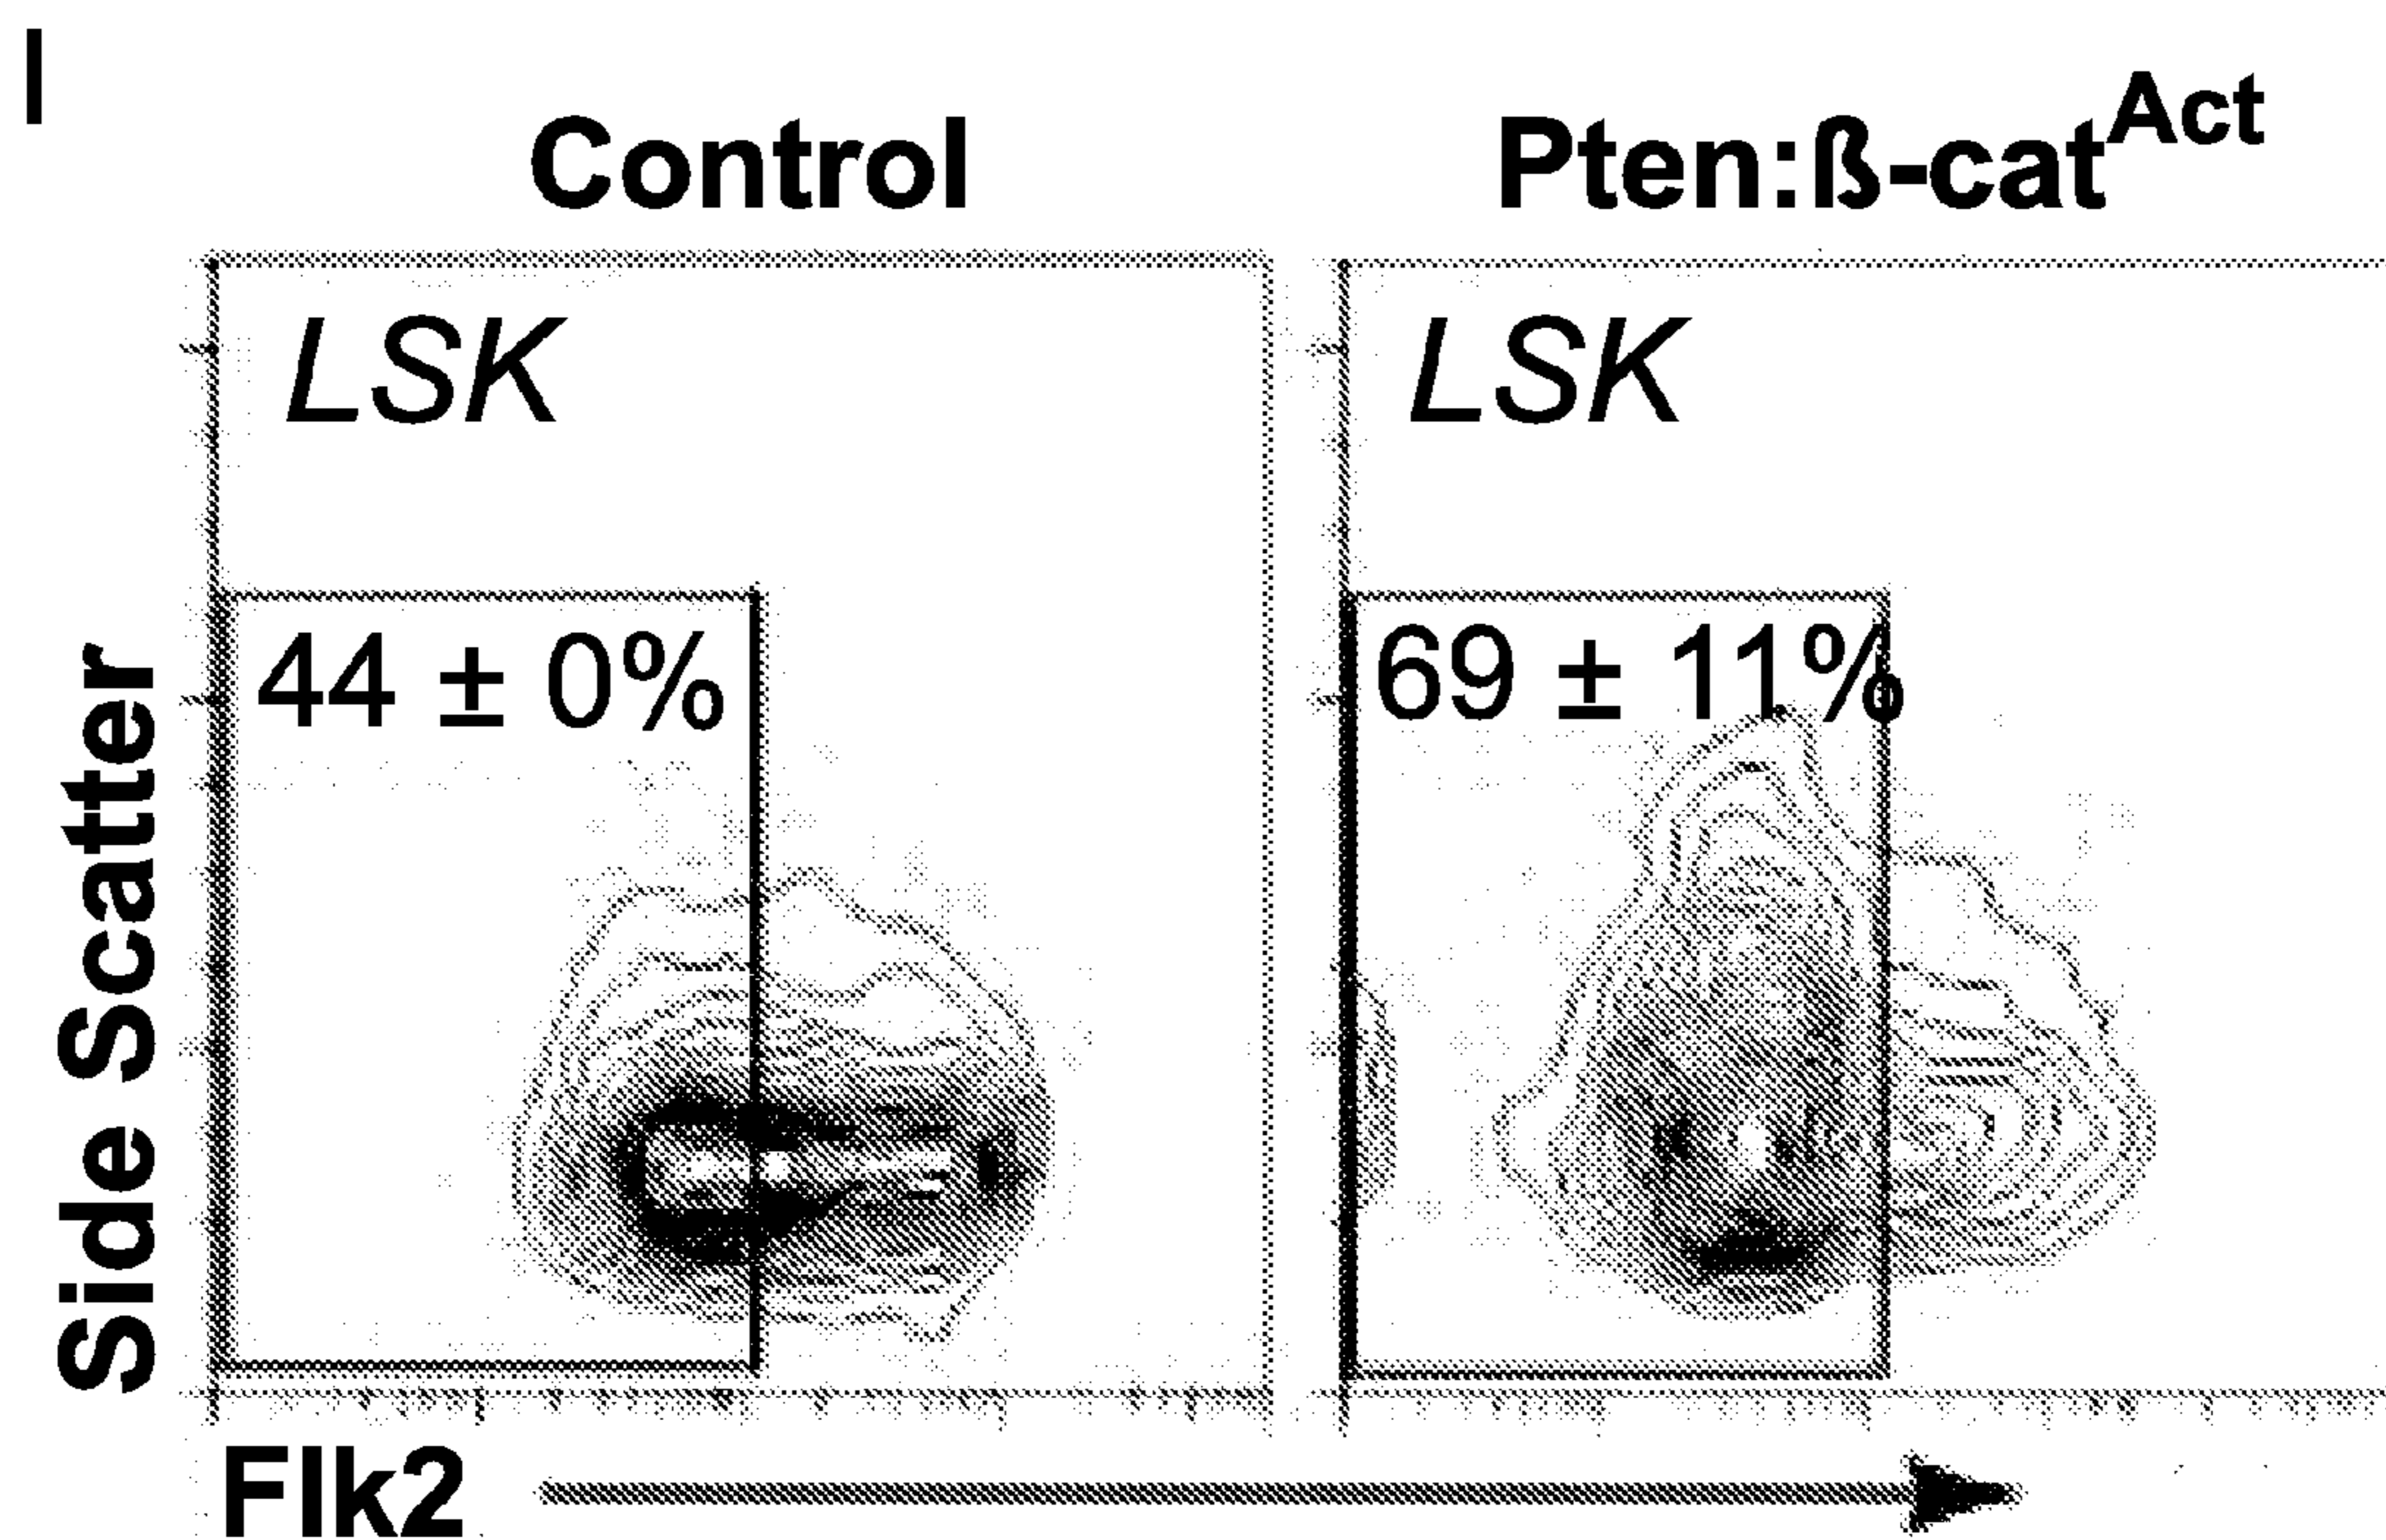 I
Control
Pten:ß-cat^Act
LSK
LSK
44 ± 0%
69 ± 11%
Side Scatter
Flk2